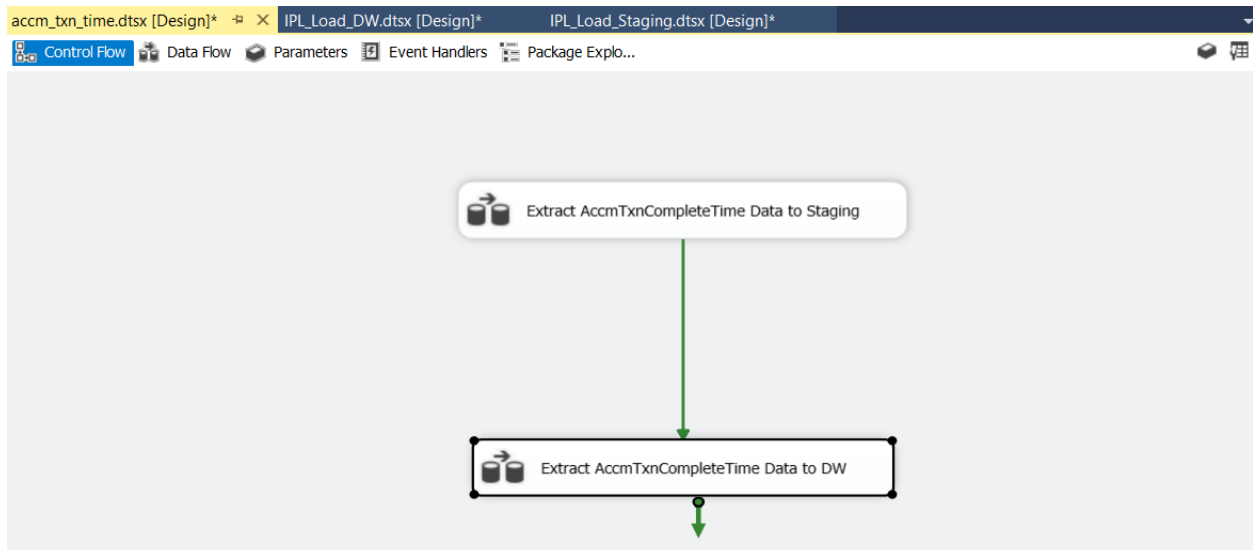 accm_txn_time.dtsx [Design]* IPL_Load_DW.dtsx [Design]* IPL_Load_Staging.dtsx [Design]*
Control Flow Data Flow Parameters Event Handlers Package Explo...
Extract AccmTxnCompleteTime Data to Staging
Extract AccmTxnCompleteTime Data to DW